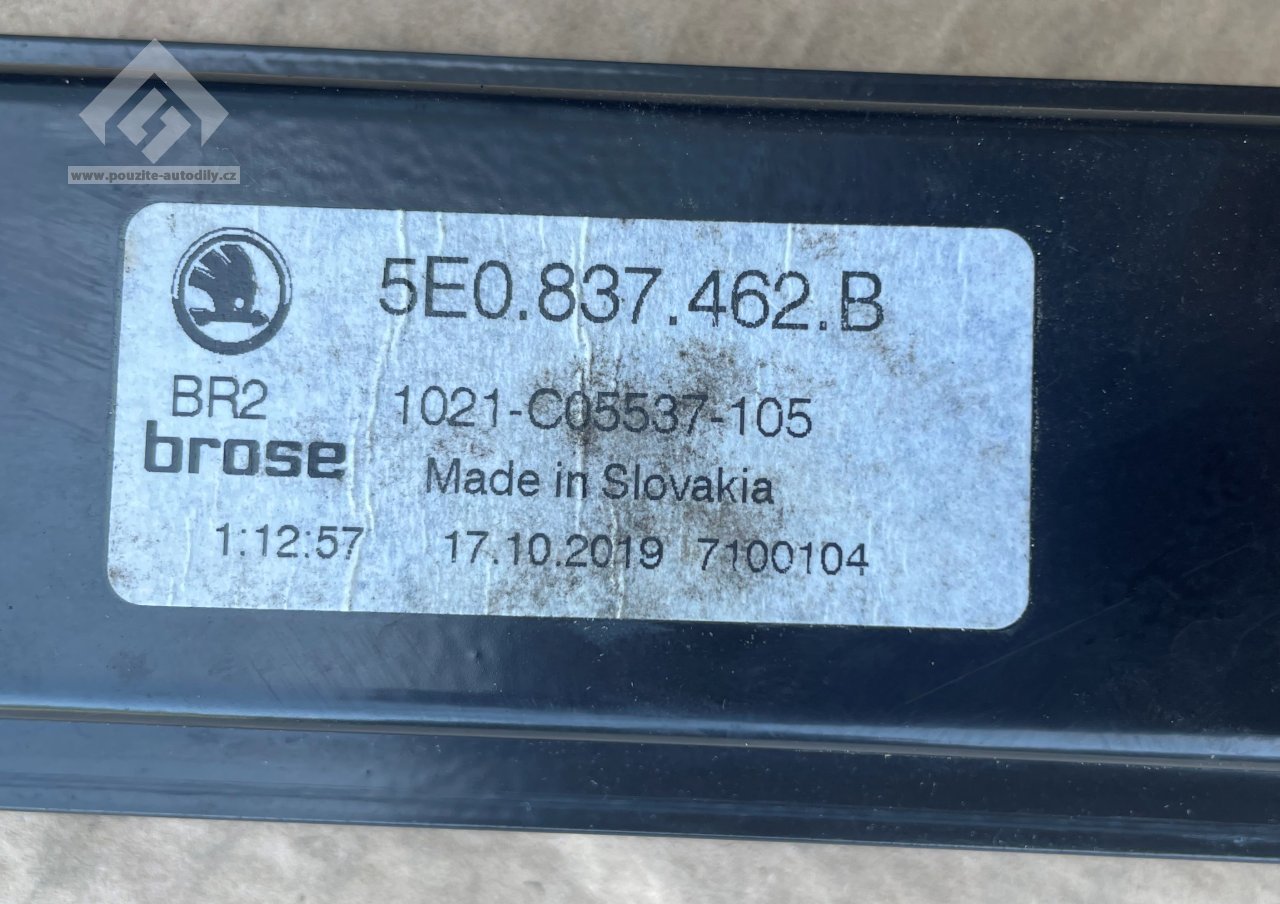 www.pouzite-autodily.cz
5E0.837.462.B
BR2 1021-C05537-105
brose Made in Slovakia
1:12:57 17.10.2019 7100104